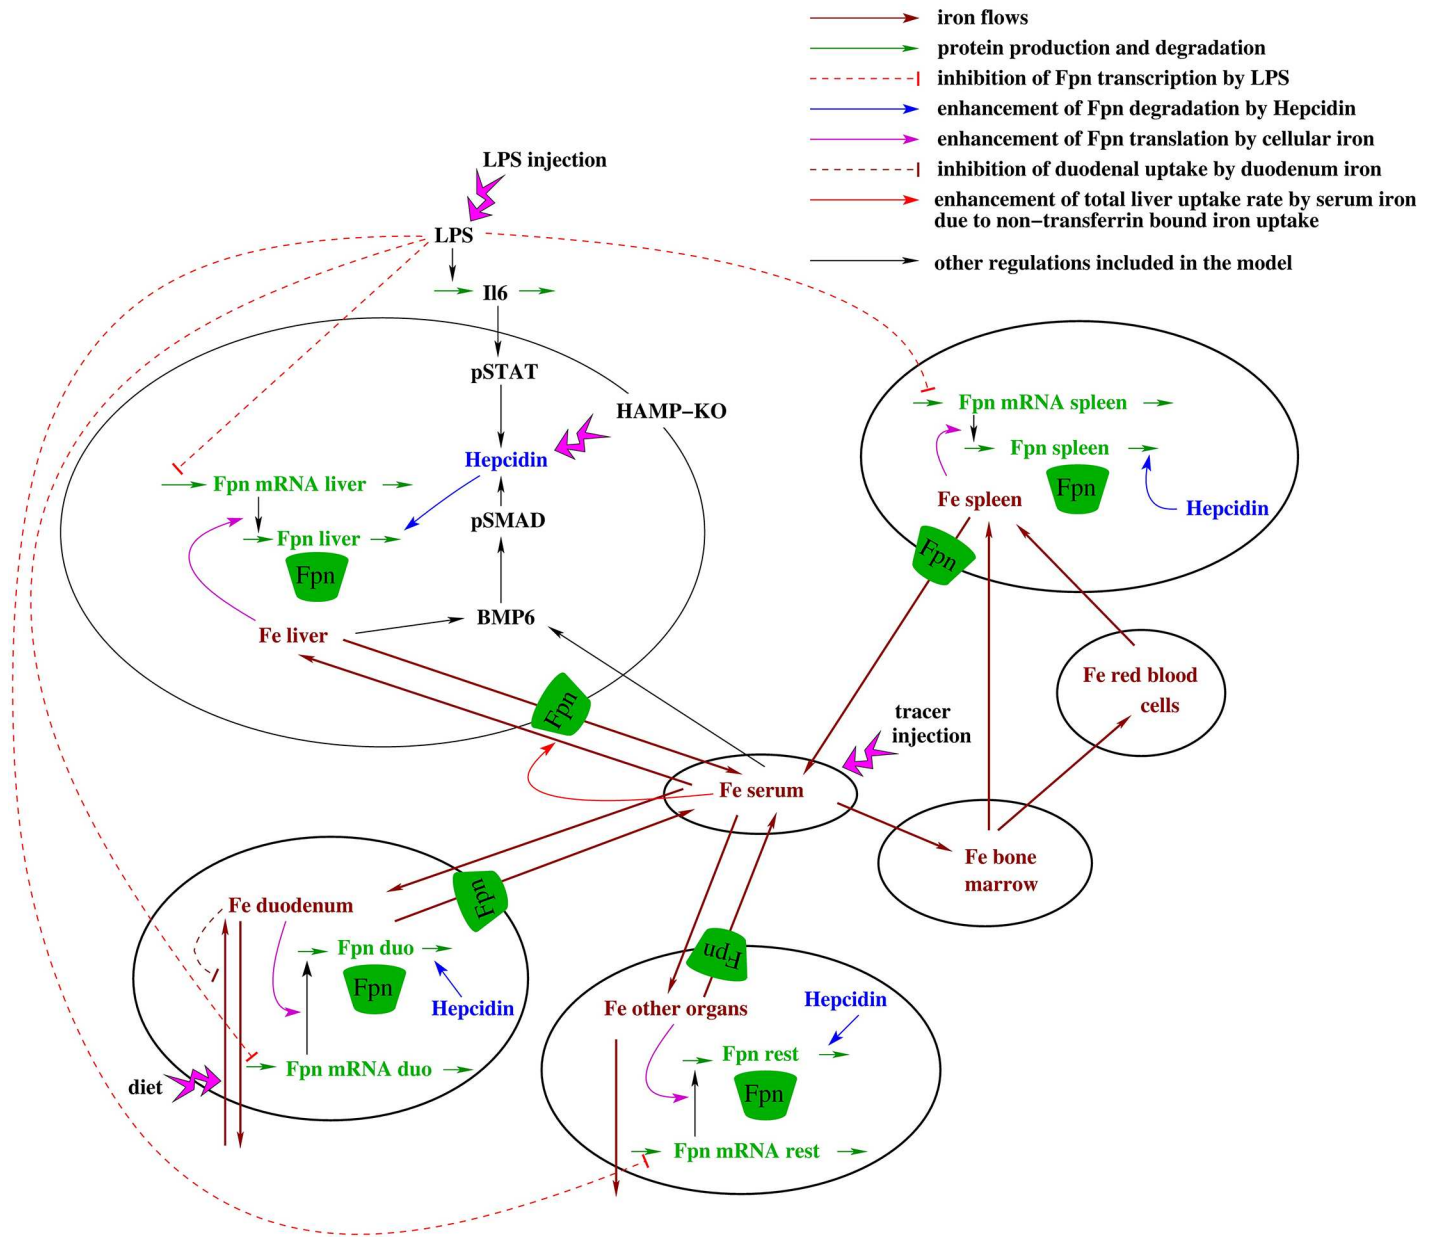 iron flows
protein production and degradation
inhibition of Fpn transcription by LPS
enhancement of Fpn degradation by Hepcidin
enhancement of Fpn translation by cellular iron
inhibition of duodenal uptake by duodenum iron
enhancement of total liver uptake rate by serum iron
due to non−transferrin bound iron uptake
other regulations included in the model
LPS injection
LPS
Il6
pSTAT
HAMP−KO
Hepcidin
Fpn mRNA liver
pSMAD
Fpn liver
Fpn
BMP6
Fe liver
Fpn
Fpn mRNA spleen
Fpn spleen
Fpn
Fe spleen
Hepcidin
Fpn
Fe red blood
cells
tracer
injection
Fe serum
Fe bone
marrow
Fe duodenum
Fpn
Fpn duo
Fpn
Hepcidin
Fpn mRNA duo
diet
Fpn
Fe other organs
Hepcidin
Fpn rest
Fpn
Fpn mRNA rest